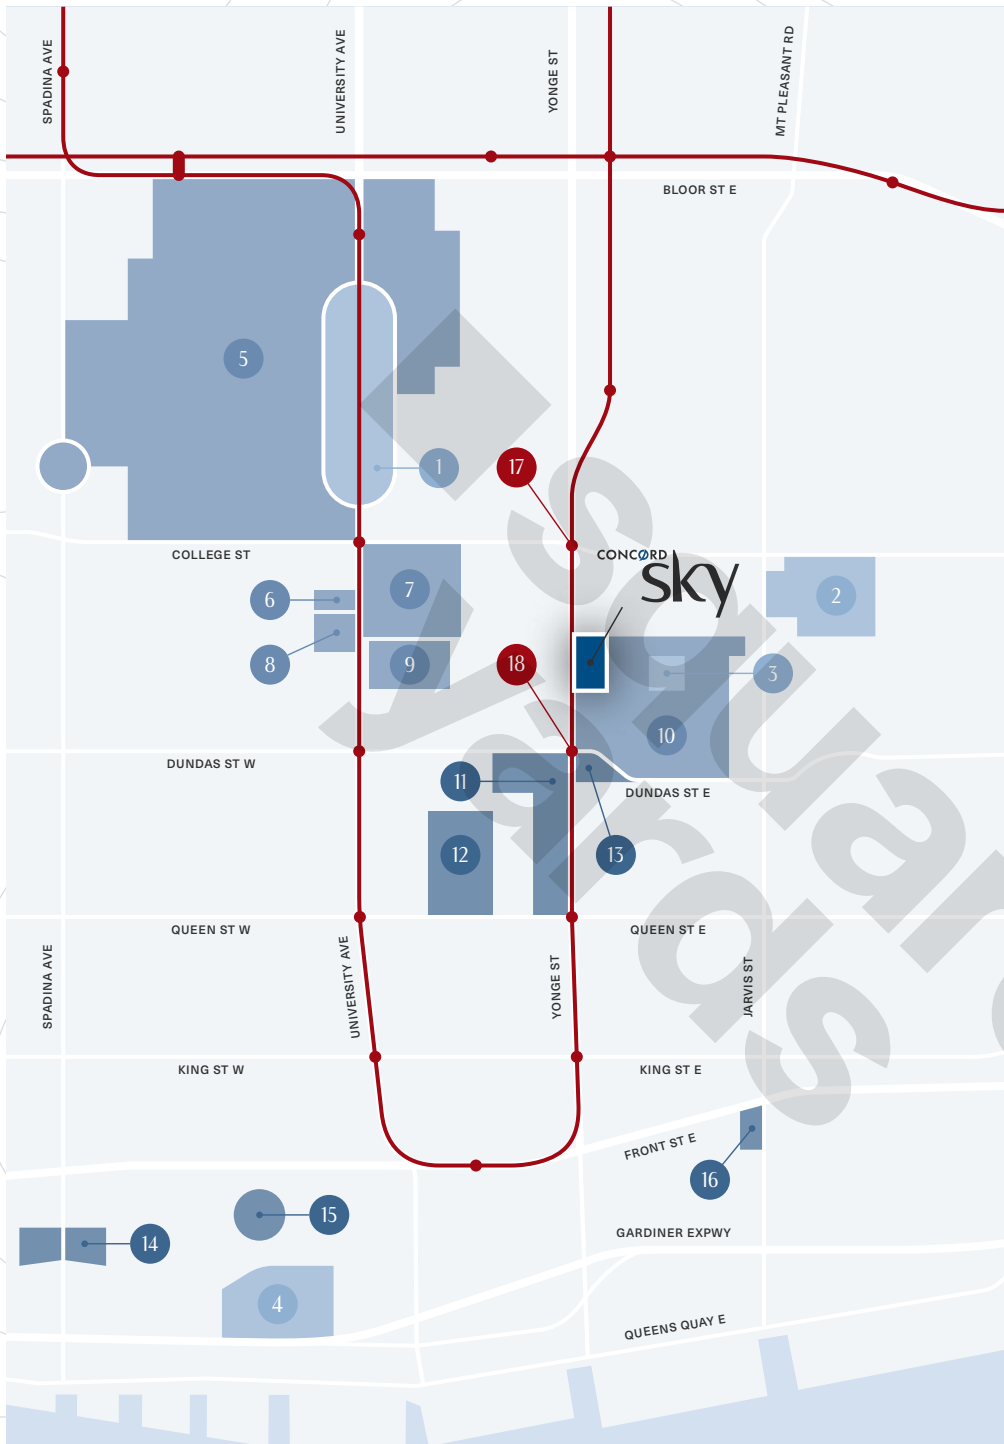 SPADINA AVE
UNIVERSITY AVE
YONGE ST
MT PLEASANT RD
BLOOR ST E
5
1
17
COLLEGE ST
CONCORD
sky
6
7
2
8
9
18
3
10
DUNDAS ST W
11
DUNDAS ST E
12
13
QUEEN ST W
QUEEN ST E
SPADINA AVE
UNIVERSITY AVE
YONGE ST
JARVIS ST
KING ST W
KING ST E
FRONT ST E
16
15
14
GARDINER EXPWY
4
QUEENS QUAY E
square
yards